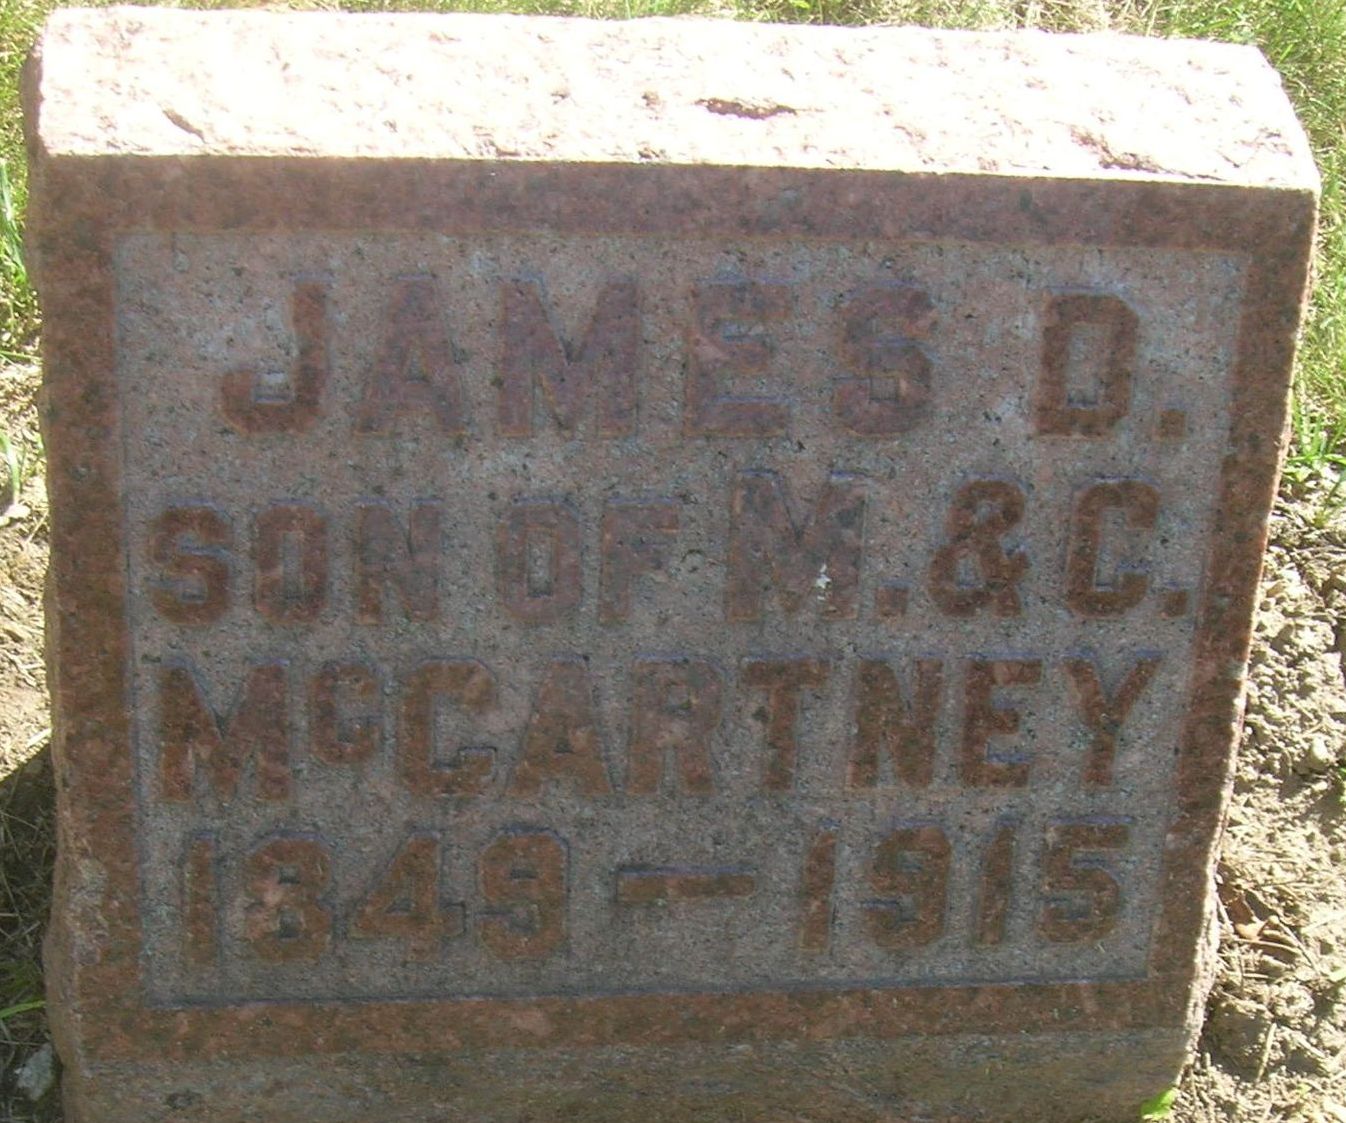 JAMES D.
SON OF M. & C.
McCARTNEY
1849 — 1915